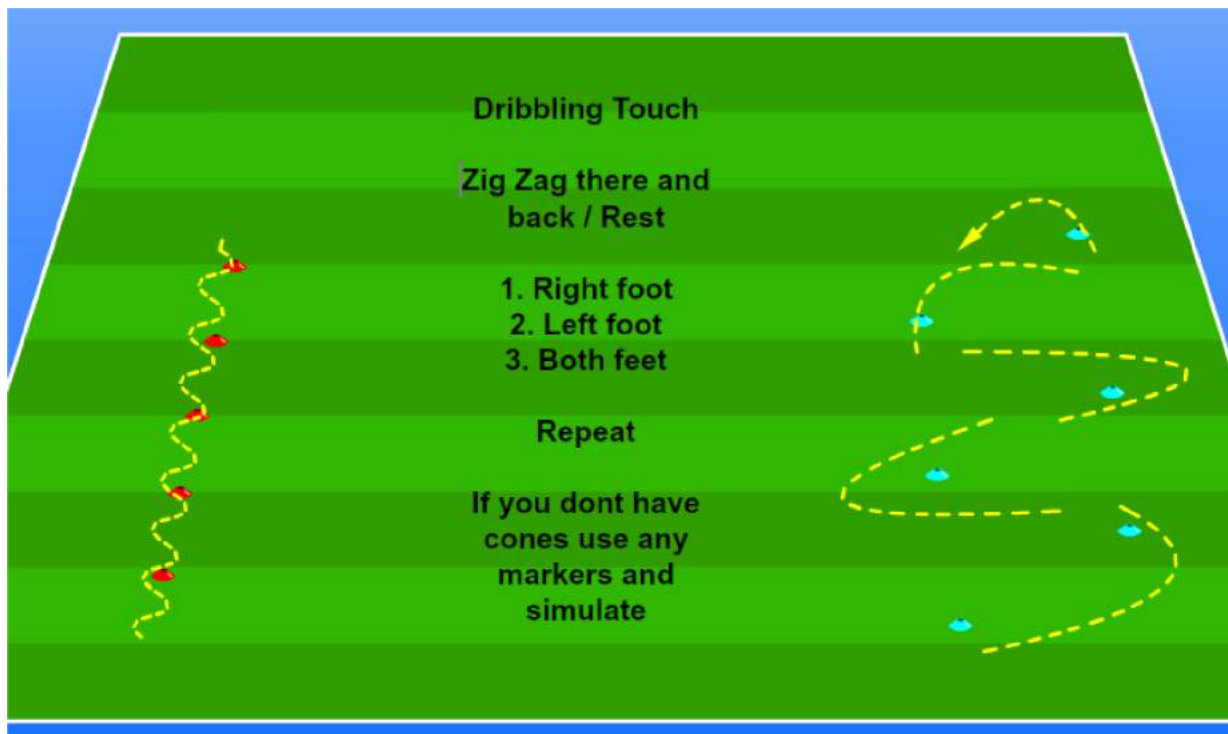 Dribbling Touch
Zig Zag there and
back / Rest
1. Right foot
2. Left foot
3. Both feet
Repeat
If you dont have
cones use any
markers and
simulate